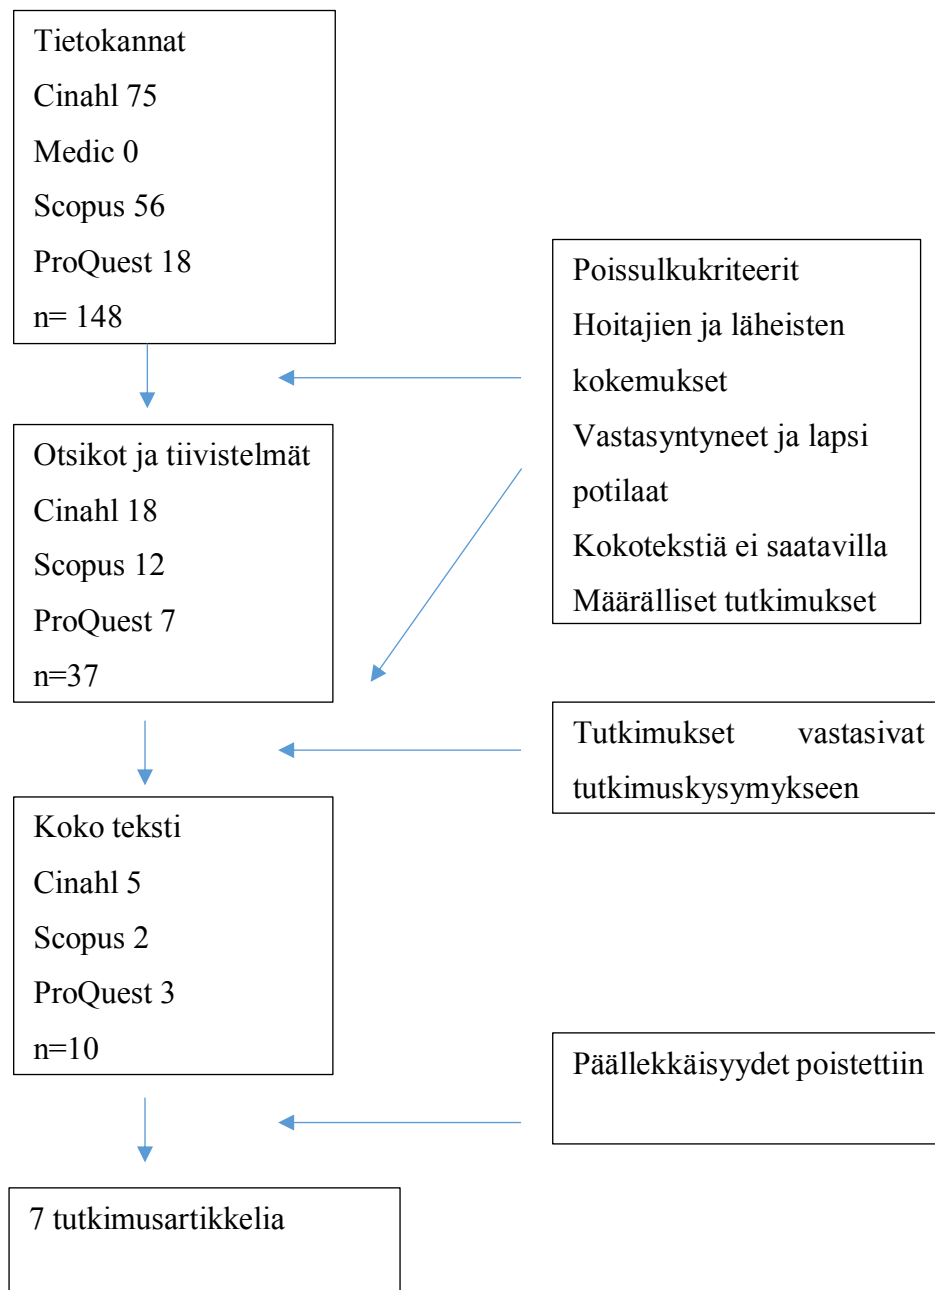 Tietokannat
Cinahl 75
Medic 0
Scopus 56
ProQuest 18
n= 148
Poissulkukriteerit
Hoitajien ja läheisten
kokemukset
Vastasyntyneet ja lapsi
potilaat
Kokotekstiä ei saatavilla
Määrälliset tutkimukset
Otsikot ja tiivistelmät
Cinahl 18
Scopus 12
ProQuest 7
n=37
Tutkimukset vastasivat
tutkimuskysymykseen
Koko teksti
Cinahl 5
Scopus 2
ProQuest 3
n=10
Päällekkäisyydet poistettiin
7 tutkimusartikkelia